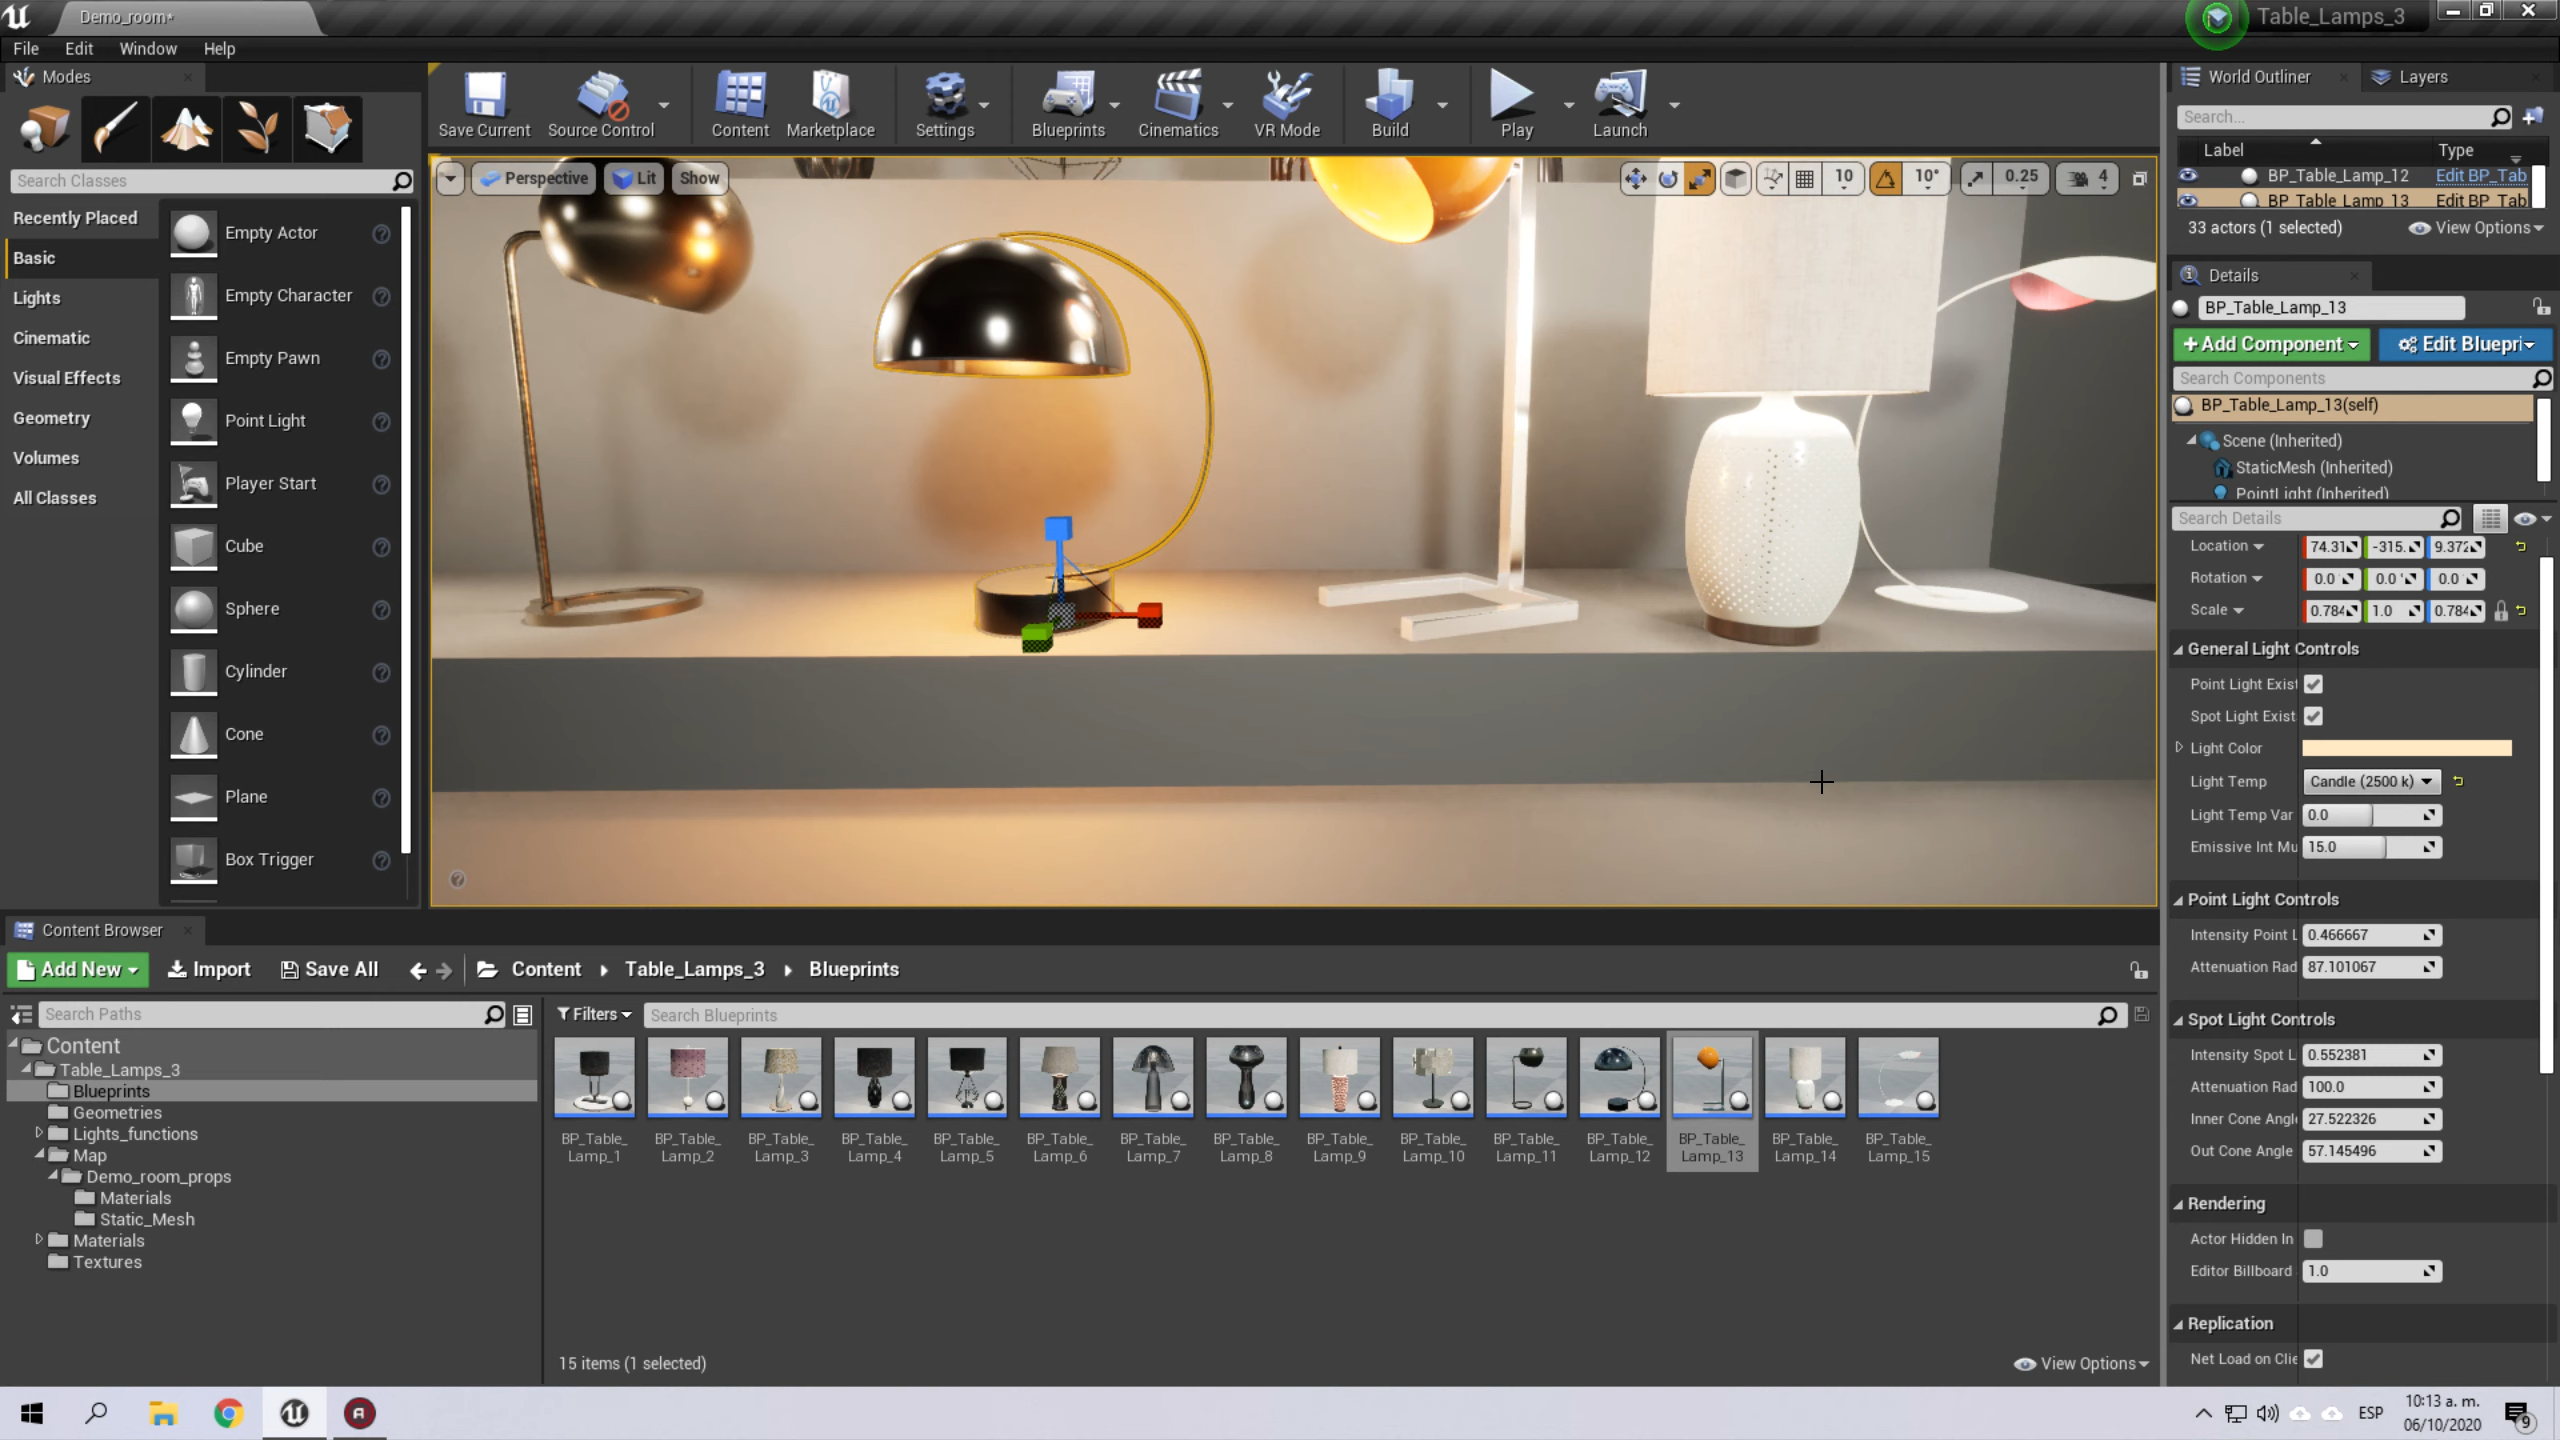 Demo_room*
Table_Lamps_3
File Edit Window Help
Modes
Search Classes
Recently Placed
Basic
Lights
Cinematic
Visual Effects
Geometry
Volumes
All Classes
Empty Actor
Empty Character
Empty Pawn
Point Light
Player Start
Cube
Sphere
Cylinder
Cone
Plane
Box Trigger
Save Current Source Control Content Marketplace Settings Blueprints Cinematics VR Mode Build Play Launch
Perspective Lit Show
10 10° 0.25 4
World Outliner Layers
Search...
Label Type
BP_Table_Lamp_12 Edit BP_Tab
BP_Table_Lamp_13 Edit BP_Tab
33 actors (1 selected) View Options
Details
BP_Table_Lamp_13
+Add Component Edit Bluepri
Search Components
BP_Table_Lamp_13(self)
Scene (Inherited)
StaticMesh (Inherited)
PointLight (Inherited)
Search Details
Location 74.31 -315. 9.372
Rotation 0.0 ° 0.0 ° 0.0 °
Scale 0.784 1.0 0.784
General Light Controls
Point Light Exist
Spot Light Exist
Light Color
Light Temp Candle (2500 k)
Light Temp Var 0.0
Emissive Int Mu 15.0
Point Light Controls
Intensity Point L 0.466667
Attenuation Rad 87.101067
Spot Light Controls
Intensity Spot L 0.552381
Attenuation Rad 100.0
Inner Cone Angl 27.522326
Out Cone Angle 57.145496
Rendering
Actor Hidden In
Editor Billboard 1.0
Replication
Net Load on Clie
Content Browser
Add New Import Save All Content Table_Lamps_3 Blueprints
Search Paths
Filters Search Blueprints
Content
Table_Lamps_3
Blueprints
Geometries
Lights_functions
Map
Demo_room_props
Materials
Static_Mesh
Materials
Textures
BP_Table_
Lamp_1
BP_Table_
Lamp_2
BP_Table_
Lamp_3
BP_Table_
Lamp_4
BP_Table_
Lamp_5
BP_Table_
Lamp_6
BP_Table_
Lamp_7
BP_Table_
Lamp_8
BP_Table_
Lamp_9
BP_Table_
Lamp_10
BP_Table_
Lamp_11
BP_Table_
Lamp_12
BP_Table_
Lamp_13
BP_Table_
Lamp_14
BP_Table_
Lamp_15
15 items (1 selected)
View Options
ESP
10:13 a. m.
06/10/2020
9